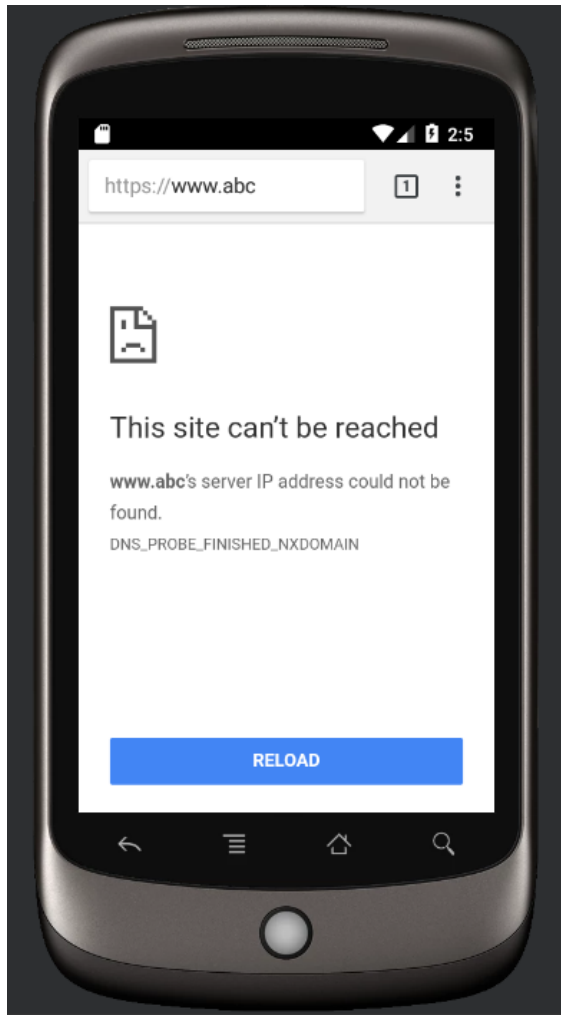 2:5
https://www.abc
1
This site can't be reached
www.abc's server IP address could not be
found.
DNS_PROBE_FINISHED_NXDOMAIN
RELOAD